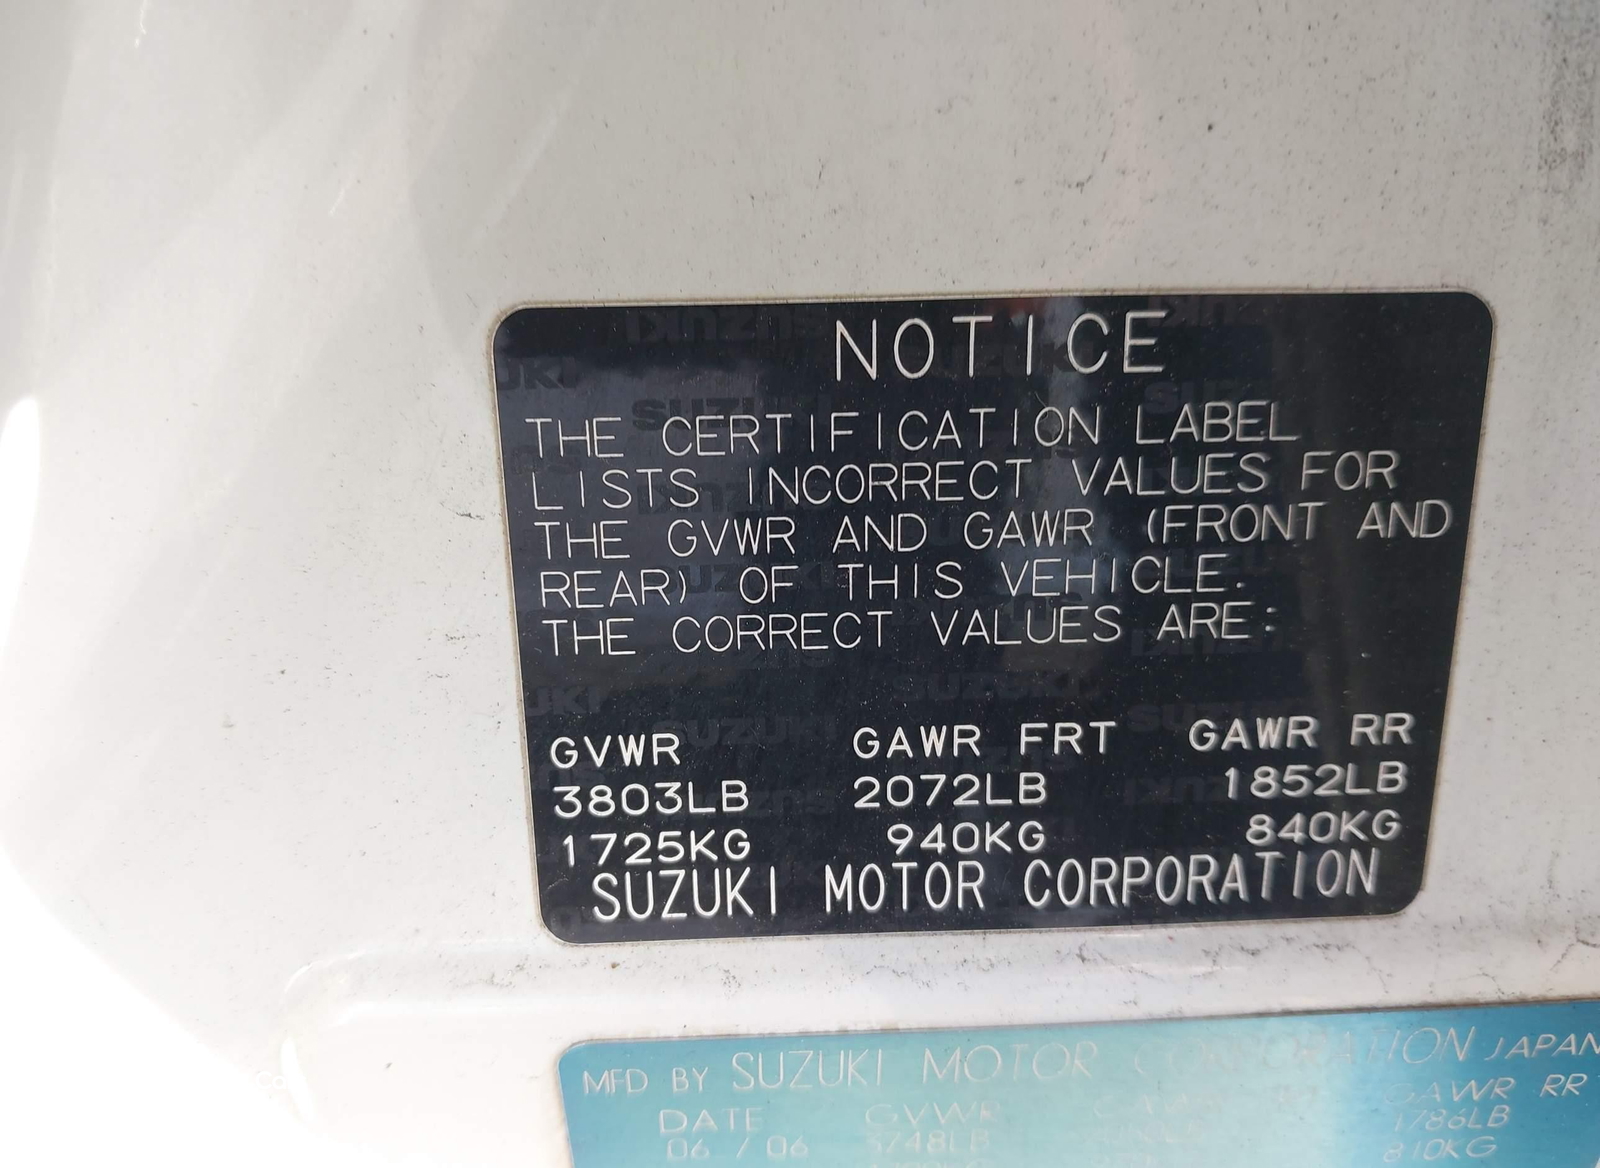 NOTICE
THE CERTIFICATION LABEL
LISTS INCORRECT VALUES FOR
THE GVWR AND GAWR (FRONT AND
REAR) OF THIS VEHICLE.
THE CORRECT VALUES ARE:
GVWR GAWR FRT GAWR RR
3803LB 2072LB 1852LB
1725KG 940KG 840KG
SUZUKI MOTOR CORPORATION
MFD BY SUZUKI MOTOR CORPORATION JAPAN
DATE GVWR GAWR RR
06/06 3748LB 1786LB
810KG